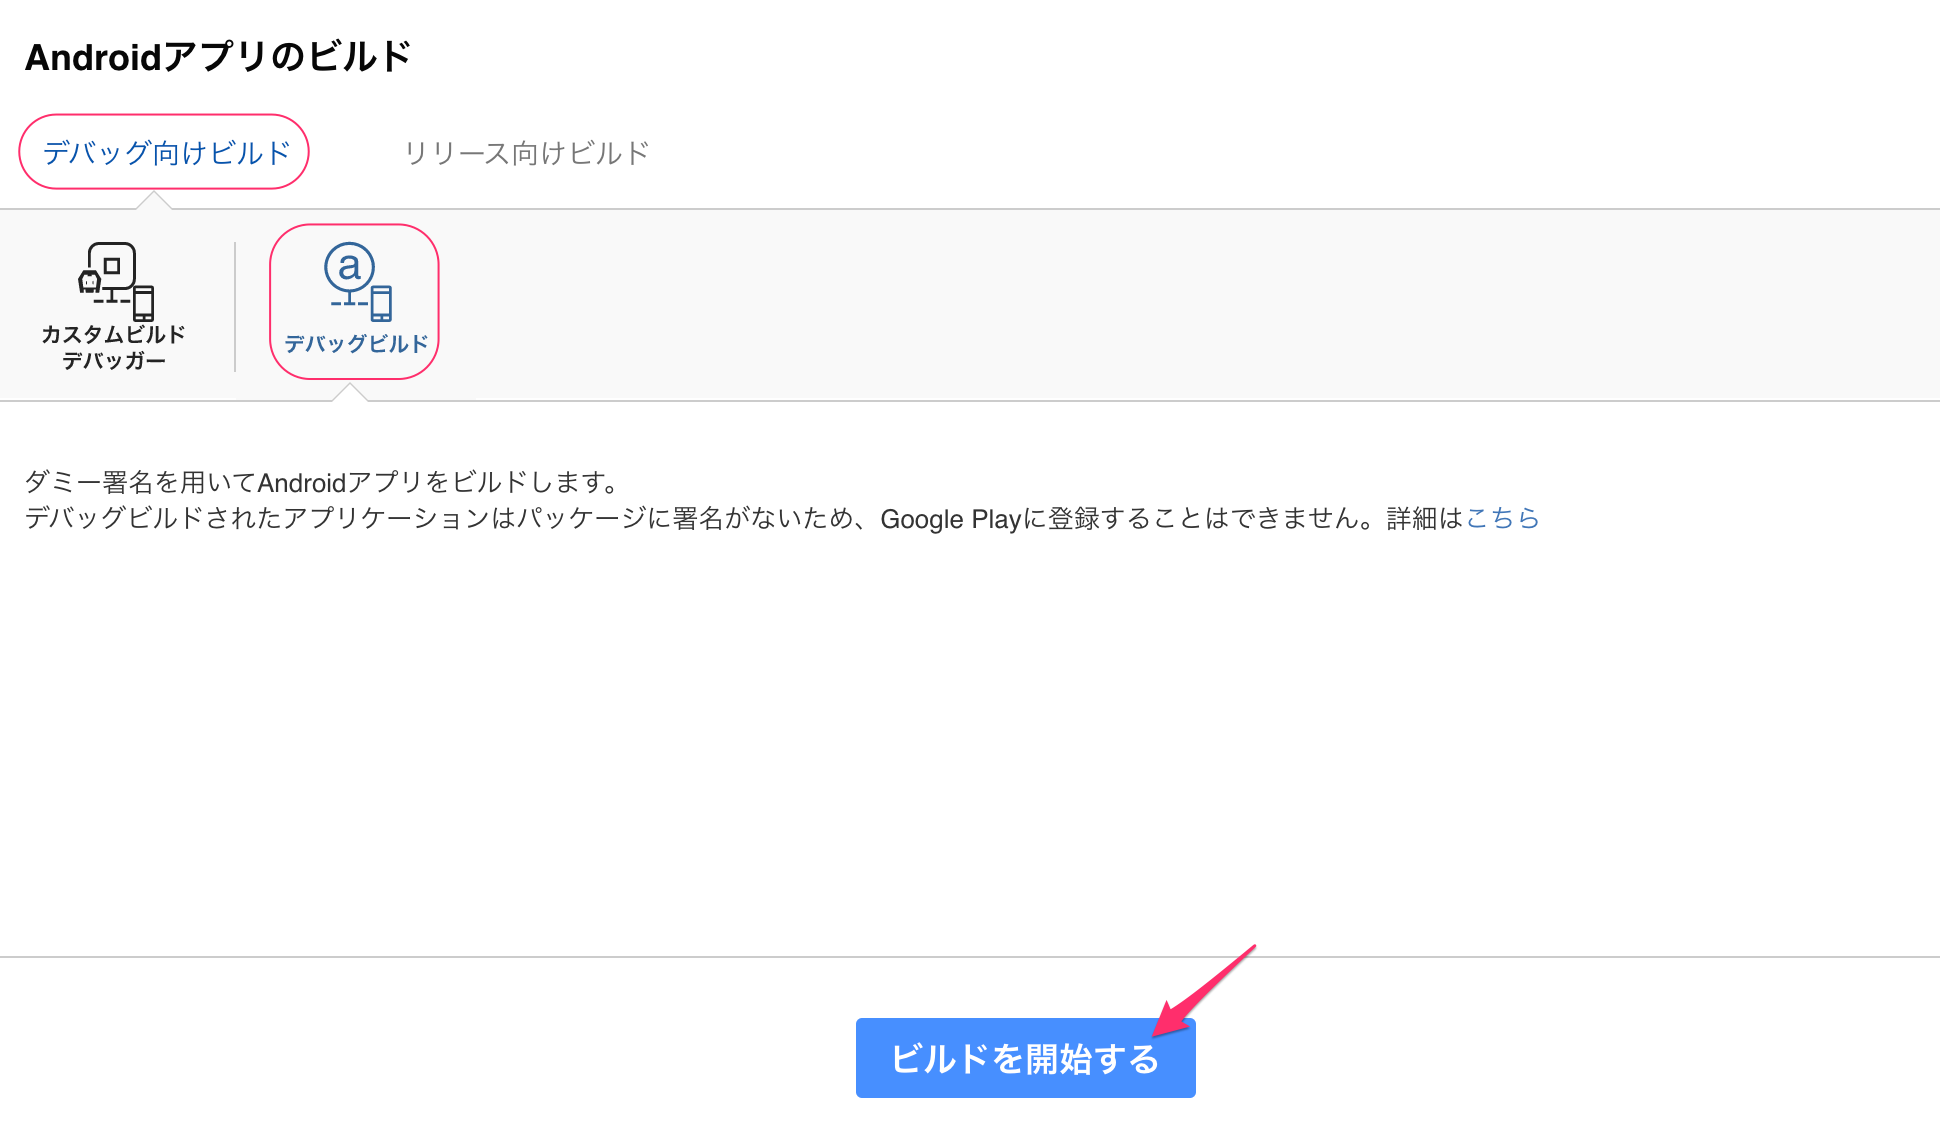 Androidアプリのビルド
デバッグ向けビルド
リリース向けビルド
カスタムビルド
デバッガー
a
デバッグビルド
ダミー署名を用いてAndroidアプリをビルドします。
デバッグビルドされたアプリケーションはパッケージに署名がないため、Google Playに登録することはできません。詳細はこちら
ビルドを開始する